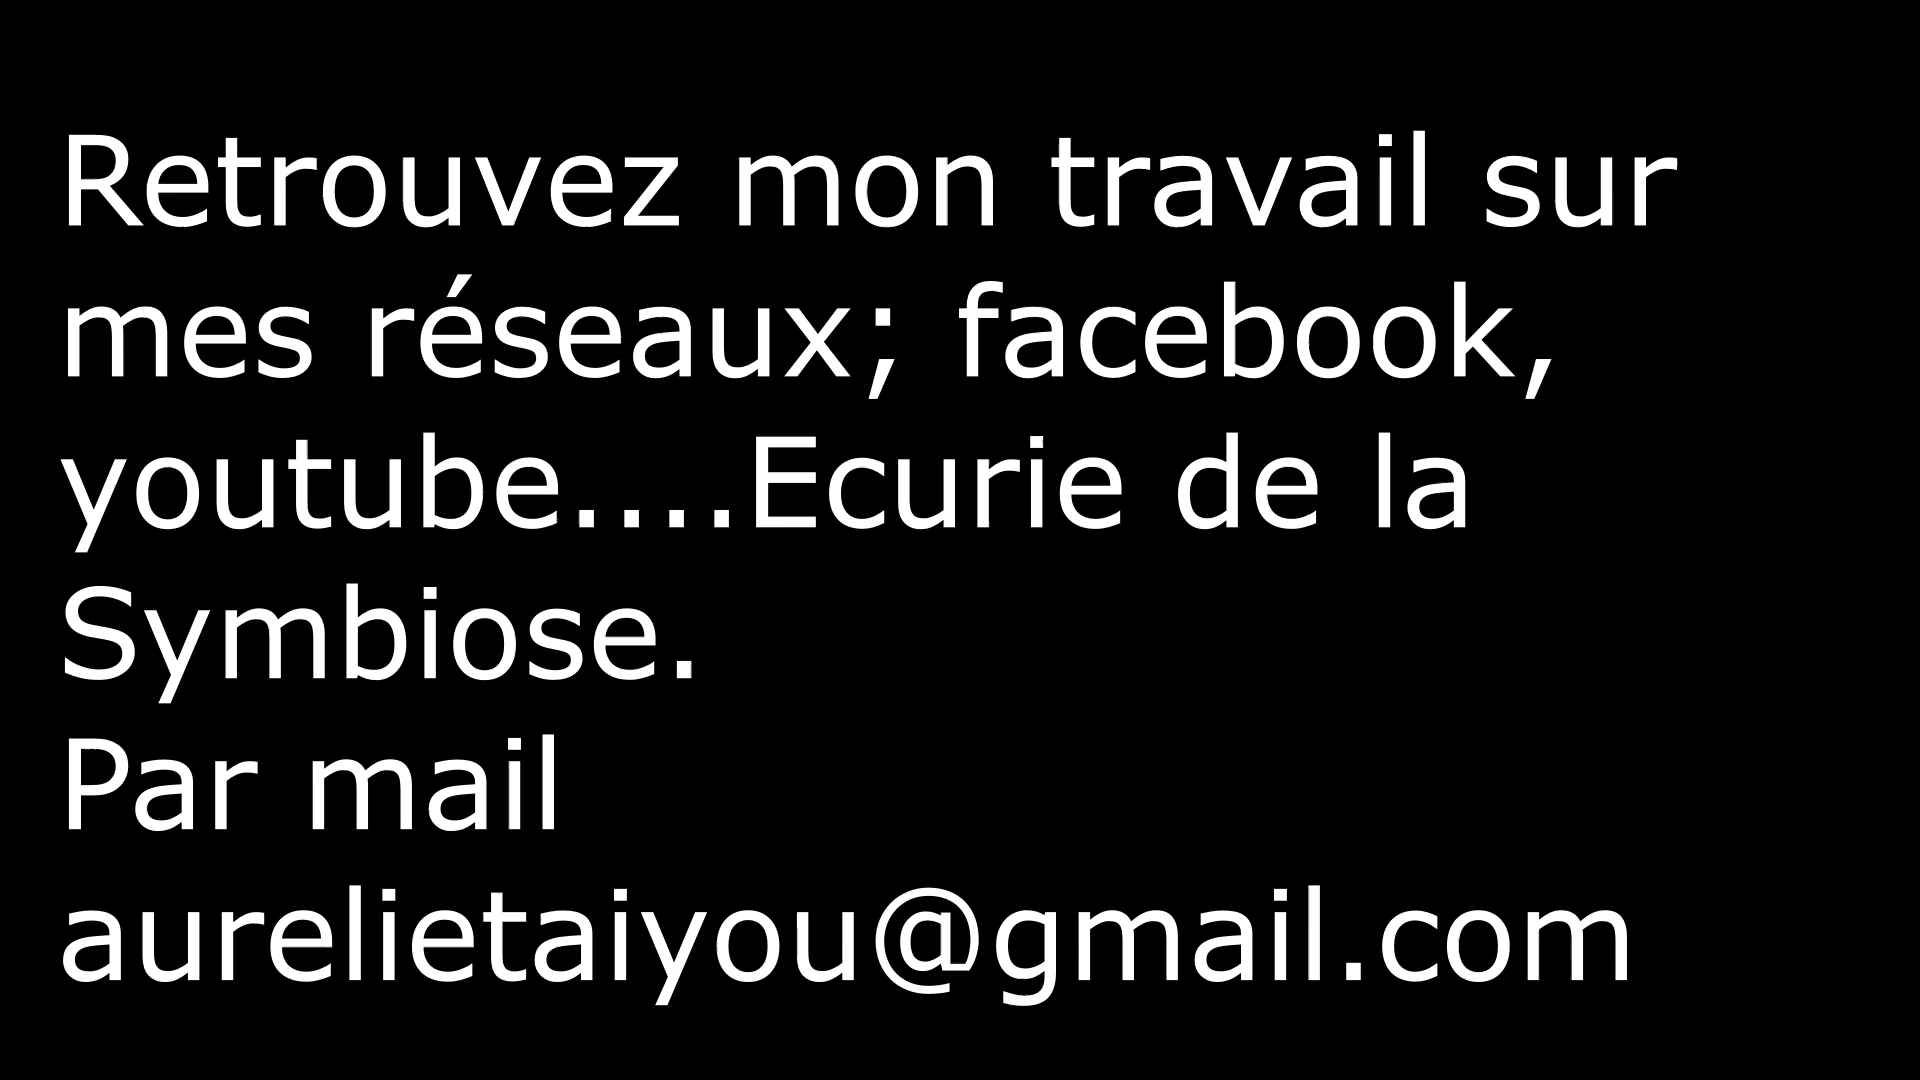 Retrouvez mon travail sur
mes réseaux; facebook,
youtube....Ecurie de la
Symbiose.
Par mail
aurelietaiyou@gmail.com